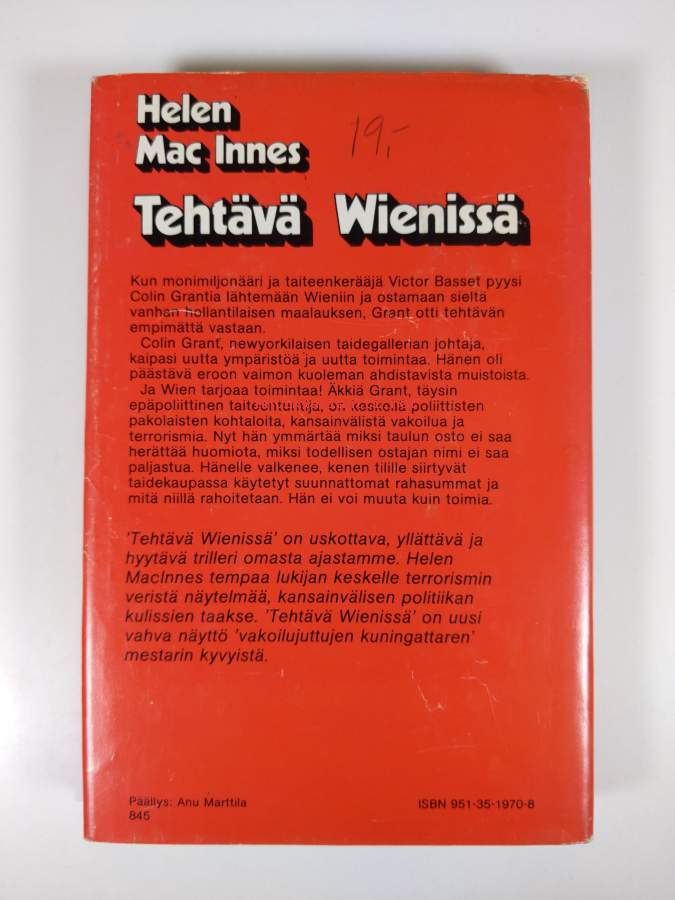 Helen
Mac Innes
19,-
Tehtävä Wienissä
Kun monimiljonääri ja taiteenkerääjä Victor Basset pyysi
Colin Grantia lähtemään Wieniin ja ostamaan sieltä
vanhan hollantilaisen maalauksen, Grant otti tehtävän
empimättä vastaan.
Colin Grant, newyorkilaisen taidegallerian johtaja,
kaipasi uutta ympäristöä ja uutta toimintaa. Hänen oli
päästävä eroon vaimon kuoleman ahdistavista muistoista.
Ja Wien tarjoaa toimintaa! Äkkiä Grant, täysin
epäpoliittinen taiteentuntija, on keskellä poliittisten
pakolaisten kohtaloita, kansainvälistä vakoilua ja
terrorismia. Nyt hän ymmärtää miksi taulun osto ei saa
herättää huomiota, miksi todellisen ostajan nimi ei saa
paljastua. Hänelle valkenee, kenen tilille siirtyvät
taidekaupassa käytetyt suunnattomat rahasummat ja
mitä niillä rahoitetaan. Hän ei voi muuta kuin toimia.
'Tehtävä Wienissä' on uskottava, yllättävä ja
hyytävä trilleri omasta ajastamme. Helen
MacInnes tempaa lukijan keskelle terrorismin
veristä näytelmää, kansainvälisen politiikan
kulissien taakse. 'Tehtävä Wienissä' on uusi
vahva näyttö 'vakoilujuttujen kuningattaren'
mestarin kyvyistä.
Päällys: Anu Marttila
845
ISBN 951-35-1970-8